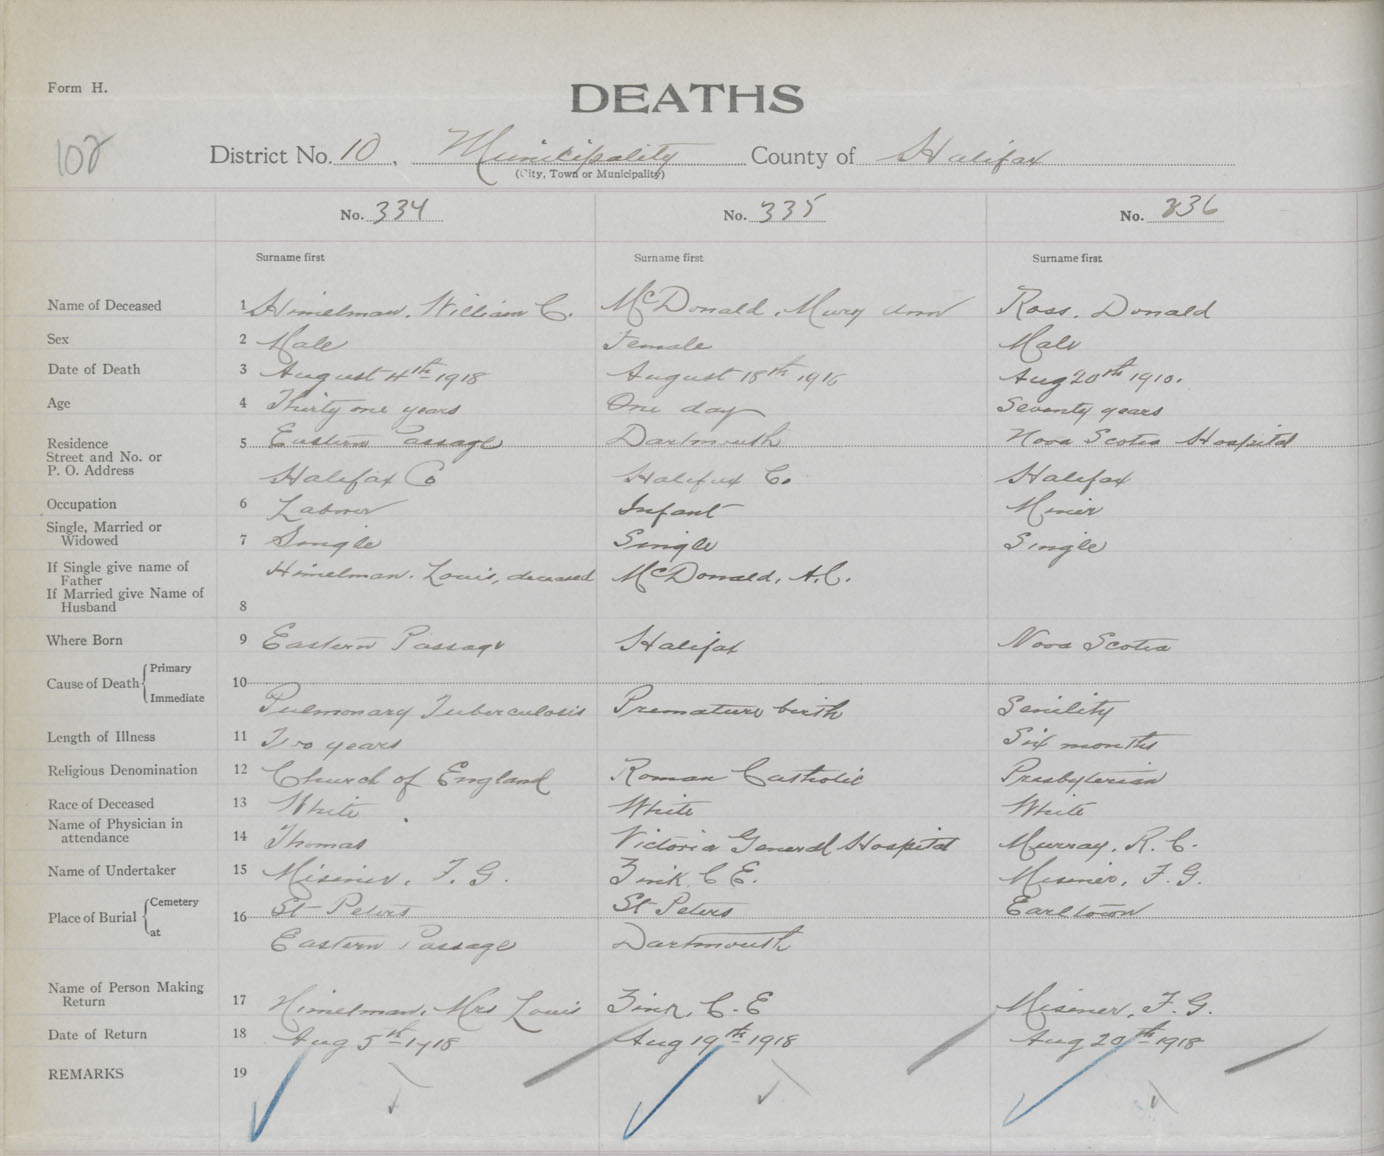 Form H.
DEATHS
102
District No. 10, Municipality County of Halifax
(City, Town or Municipality)
No. 334 No. 335 No. 336
Surname first Surname first Surname first
Name of Deceased 1 Himelman, William C. McDonald, Mary Ann Ross, Donald
Sex 2 Male Female Male
Date of Death 3 August 4th 1918 August 18th 1918 Aug 20th 1918.
Age 4 Thirty one years One day Seventy years
Residence 5 Eastern Passage Dartmouth Nova Scotia Hospital
Street and No. or
P. O. Address Halifax Co Halifax Co. Halifax
Occupation 6 Laborer Infant Miner
Single, Married or
Widowed 7 Single Single Single
If Single give name of
Father Himelman, Louis, deceased McDonald, A.C.
If Married give Name of
Husband 8
Where Born 9 Eastern Passage Halifax Nova Scotia
Cause of Death Primary 10
Immediate Pulmonary Tuberculosis Premature birth Senility
Length of Illness 11 Two years Six months
Religious Denomination 12 Church of England Roman Catholic Presbyterian
Race of Deceased 13 White White White
Name of Physician in
attendance 14 Thomas Victoria General Hospital Murray, R. C.
Name of Undertaker 15 Misener, F. G. Zink, C E. Misener, F. G.
Place of Burial Cemetery 16 St Peters St Peters Earltown
at Eastern Passage Dartmouth
Name of Person Making
Return 17 Himelman, Mrs Louis Zink, C. E Misener, F. G.
Date of Return 18 Aug 5th 1918 Aug 19th 1918 Aug 20th 1918
REMARKS 19